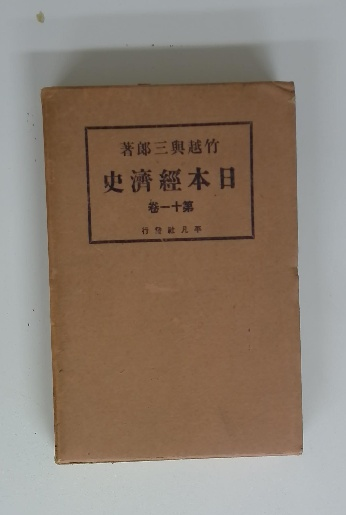 竹越與三郎著
日本經濟史
第十一卷
平凡社發行